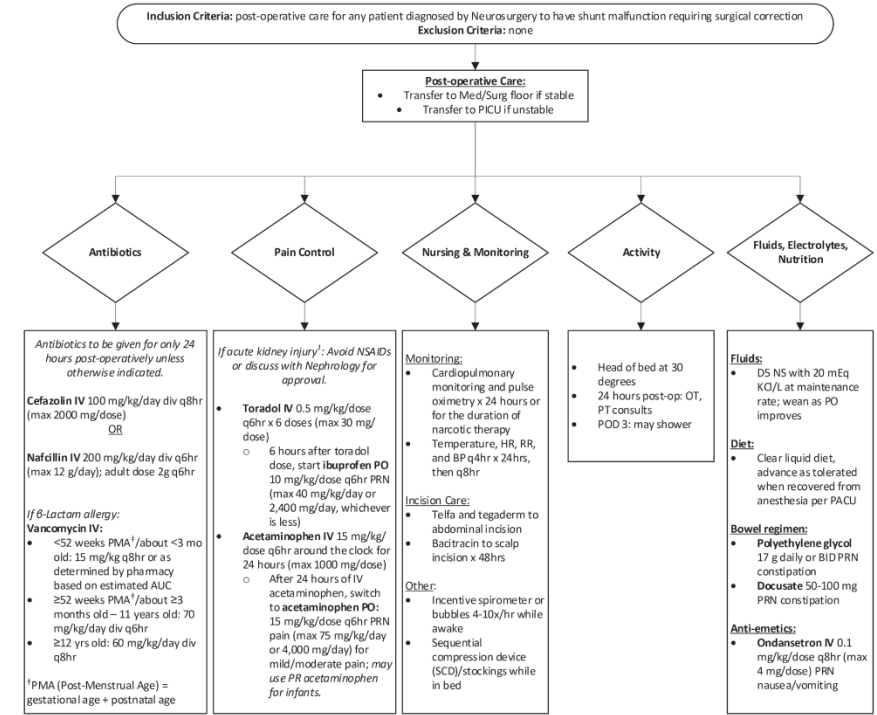 Inclusion Criteria: post-operative care for any patient diagnosed by Neurosurgery to have shunt malfunction requiring surgical correction
Exclusion Criteria: none
Post-operative Care:
• Transfer to Med/Surg floor if stable
• Transfer to PICU if unstable
Antibiotics
Pain Control
Nursing & Monitoring
Activity
Fluids, Electrolytes,
Nutrition
Antibiotics to be given for only 24
hours post-operatively unless
otherwise indicated.
Cefazolin IV 100 mg/kg/day div q8hr
(max 2000 mg/dose)
OR
Nafcillin IV 200 mg/kg/day div q6hr
(max 12 g/day); adult dose 2g q6hr
If β-Lactam allergy:
Vancomycin IV:
• <52 weeks PMA‡/about <3 mo
old: 15 mg/kg q8hr or as
determined by pharmacy
based on estimated AUC
• ≥52 weeks PMA‡/about ≥3
months old – 11 years old: 70
mg/kg/day div q6hr
• ≥12 yrs old: 60 mg/kg/day div
q8hr
‡PMA (Post-Menstrual Age) =
gestational age + postnatal age
If acute kidney injury¹: Avoid NSAIDs
or discuss with Nephrology for
approval.
• Toradol IV 0.5 mg/kg/dose
q6hr x 6 doses (max 30 mg/
dose)
o 6 hours after toradol
dose, start ibuprofen PO
10 mg/kg/dose q6hr PRN
(max 40 mg/kg/day or
2,400 mg/day, whichever
is less)
• Acetaminophen IV 15 mg/kg/
dose q6hr around the clock for
24 hours (max 1000 mg/dose)
o After 24 hours of IV
acetaminophen, switch
to acetaminophen PO:
15 mg/kg/dose q6hr PRN
pain (max 75 mg/kg/day
or 4,000 mg/day) for
mild/moderate pain; may
use PR acetaminophen
for infants.
Monitoring:
• Cardiopulmonary
monitoring and pulse
oximetry x 24 hours or
for the duration of
narcotic therapy
• Temperature, HR, RR,
and BP q4hr x 24hrs,
then q8hr
Incision Care:
• Telfa and tegaderm to
abdominal incision
• Bacitracin to scalp
incision x 48hrs
Other:
• Incentive spirometer or
bubbles 4-10x/hr while
awake
• Sequential
compression device
(SCD)/stockings while
in bed
• Head of bed at 30
degrees
• 24 hours post-op: OT,
PT consults
• POD 3: may shower
Fluids:
• D5 NS with 20 mEq
KCl/L at maintenance
rate; wean as PO
improves
Diet:
• Clear liquid diet,
advance as tolerated
when recovered from
anesthesia per PACU
Bowel regimen:
• Polyethylene glycol
17 g daily or BID PRN
constipation
• Docusate 50-100 mg
PRN constipation
Anti-emetics:
• Ondansetron IV 0.1
mg/kg/dose q8hr (max
4 mg/dose) PRN
nausea/vomiting